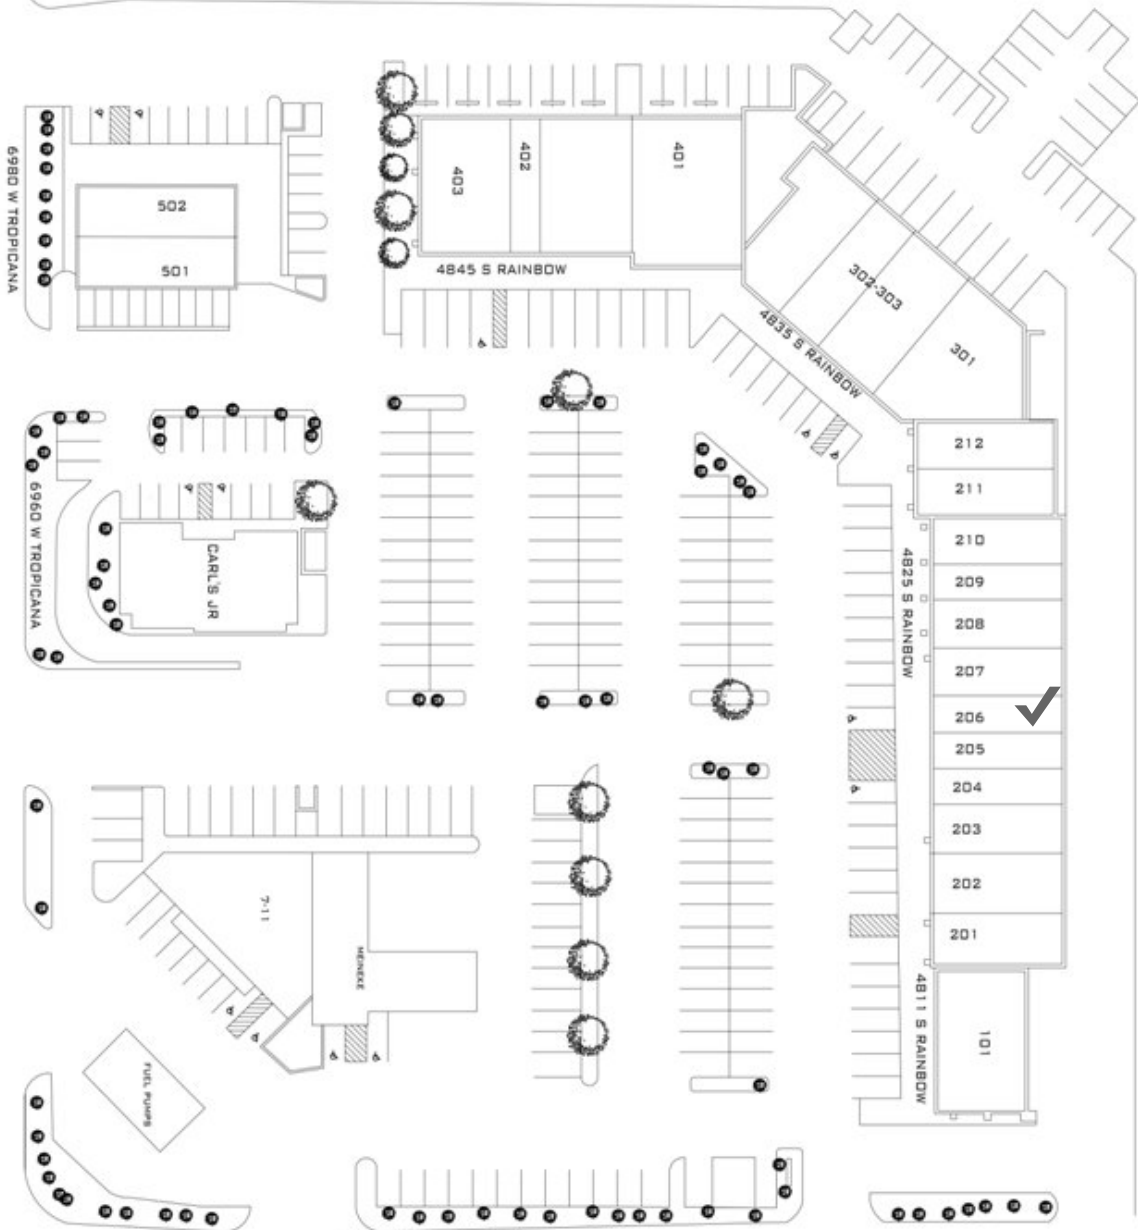 403
402
401
502
501
6980 W TROPICANA
4845 S RAINBOW
302-303
301
4835 S RAINBOW
212
211
210
209
208
207
206
205
204
203
202
201
4825 S RAINBOW
6960 W TROPICANA
CARL'S JR
7-11
MEINEKE
4811 S RAINBOW
101
FUEL PUMPS